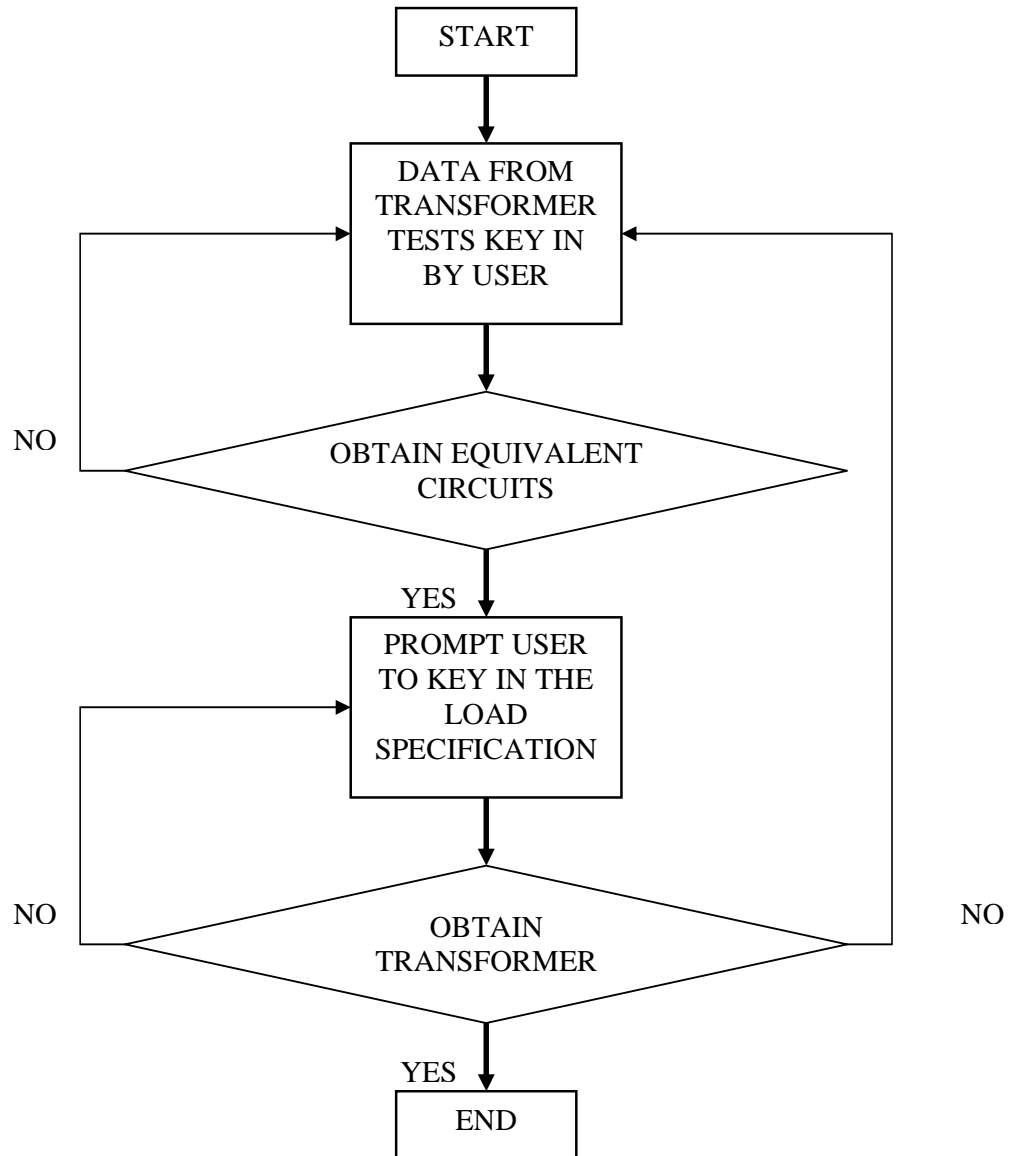 START
DATA FROM
TRANSFORMER
TESTS KEY IN
BY USER
NO
OBTAIN EQUIVALENT
CIRCUITS
YES
PROMPT USER
TO KEY IN THE
LOAD
SPECIFICATION
NO
OBTAIN
TRANSFORMER
NO
YES
END